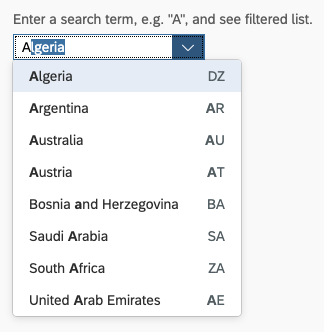 Enter a search term, e.g. "A", and see filtered list.
Algeria
Algeria DZ
Argentina AR
Australia AU
Austria AT
Bosnia and Herzegovina BA
Saudi Arabia SA
South Africa ZA
United Arab Emirates AE